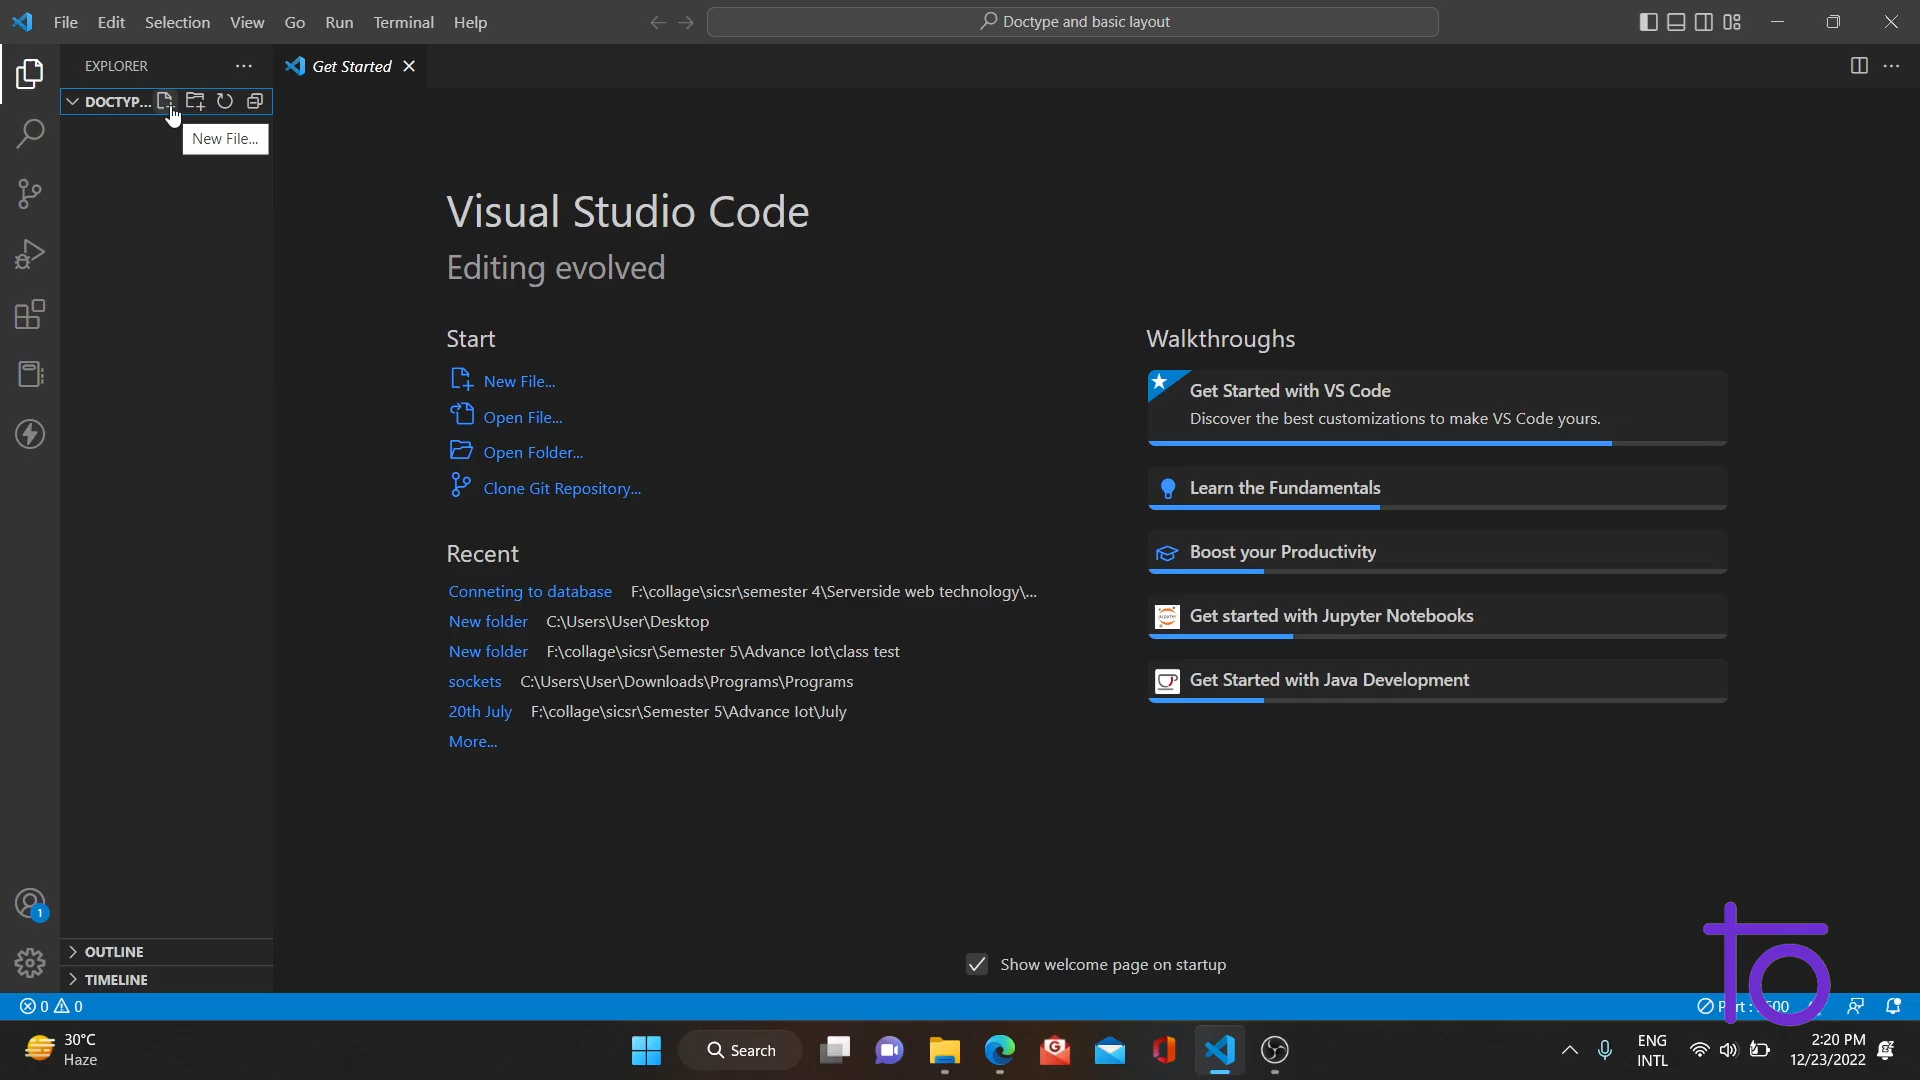 File Edit Selection View Go Run Terminal Help
Doctype and basic layout
EXPLORER
Get Started
DOCTYP...
New File...
Visual Studio Code
Editing evolved
Start
New File...
Open File...
Open Folder...
Clone Git Repository...
Recent
Conneting to database F:\collage\sicsr\semester 4\Serverside web technology\...
New folder C:\Users\User\Desktop
New folder F:\collage\sicsr\Semester 5\Advance Iot\class test
sockets C:\Users\User\Downloads\Programs\Programs
20th July F:\collage\sicsr\Semester 5\Advance Iot\July
More...
Walkthroughs
Get Started with VS Code
Discover the best customizations to make VS Code yours.
Learn the Fundamentals
Boost your Productivity
Get started with Jupyter Notebooks
Get Started with Java Development
Show welcome page on startup
1
OUTLINE
TIMELINE
0 0
to
30°C
Haze
Search
ENG
INTL
2:20 PM
12/23/2022